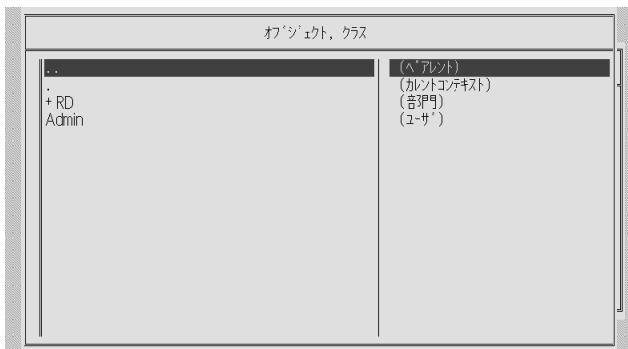 ｵﾌﾞｼﾞｪｸﾄ, ｸﾗｽ
.. (ﾍﾟｱﾚﾝﾄ)
. (ｶﾚﾝﾄｺﾝﾃｷｽﾄ)
+ RD (部門)
Admin (ﾕｰｻﾞ)